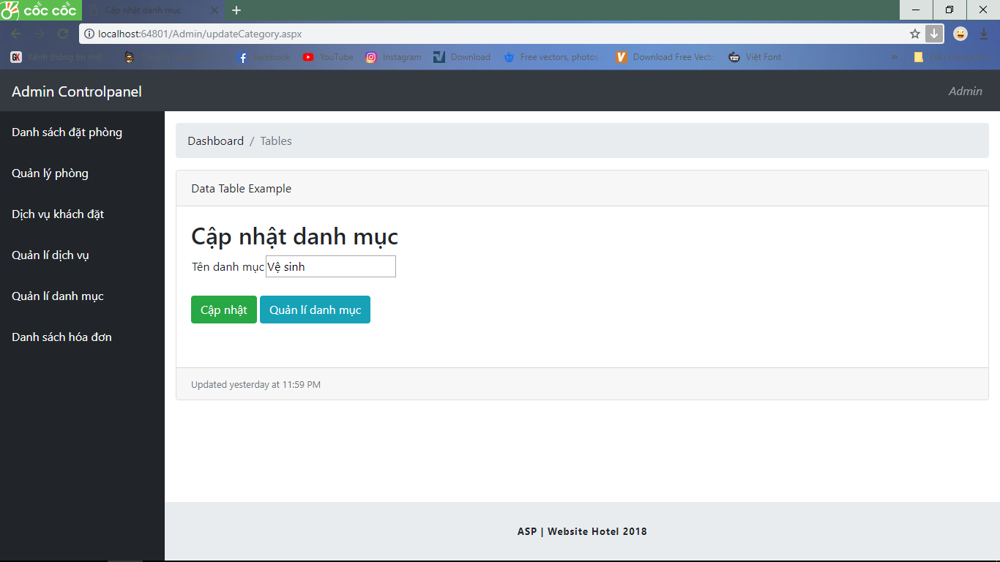 cốc cốc
Cập nhật danh mục
localhost:64801/Admin/updateCategory.aspx
Kênh thông tin mới
Facebook
YouTube
Instagram
Download
Free vectors, photos
Download Free Vecto
Việt Font
Admin Controlpanel
Admin
Danh sách đặt phòng
Quản lý phòng
Dịch vụ khách đặt
Quản lí dịch vụ
Quản lí danh mục
Danh sách hóa đơn
Dashboard / Tables
Data Table Example
Cập nhật danh mục
Tên danh mục Vệ sinh
Cập nhật Quản lí danh mục
Updated yesterday at 11:59 PM
ASP | Website Hotel 2018